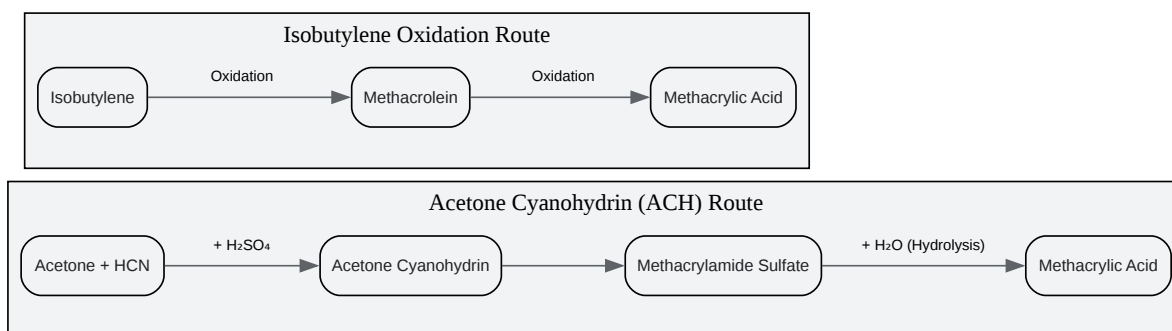 Isobutylene Oxidation Route
Isobutylene
Oxidation
Methacrolein
Oxidation
Methacrylic Acid
Acetone Cyanohydrin (ACH) Route
Acetone + HCN
+ H₂SO₄
Acetone Cyanohydrin
Methacrylamide Sulfate
+ H₂O (Hydrolysis)
Methacrylic Acid